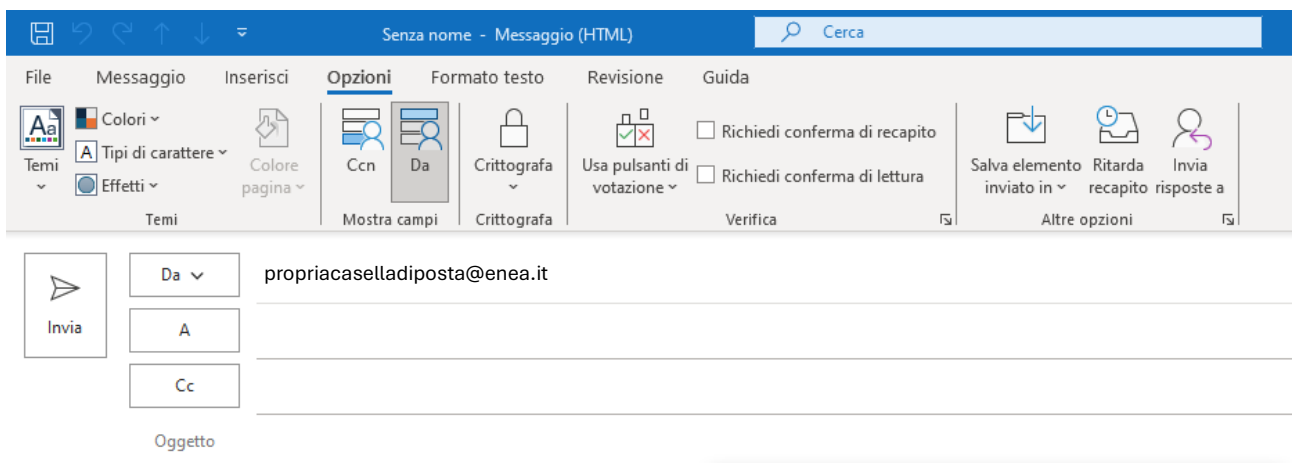 Senza nome - Messaggio (HTML)
Cerca
File Messaggio Inserisci Opzioni Formato testo Revisione Guida
Aa
Temi
Colori
A Tipi di carattere
Effetti
Colore
pagina
Temi
Ccn
Da
Mostra campi
Crittografa
Crittografa
Usa pulsanti di
votazione
Richiedi conferma di recapito
Richiedi conferma di lettura
Verifica
Salva elemento
inviato in
Ritarda
recapito
Invia
risposte a
Altre opzioni
Invia
Da propriacaselladiposta@enea.it
A
Cc
Oggetto